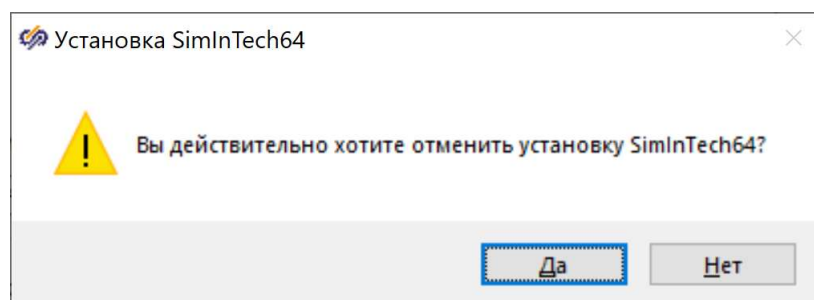 Установка SimInTech64
Вы действительно хотите отменить установку SimInTech64?
Да
Нет